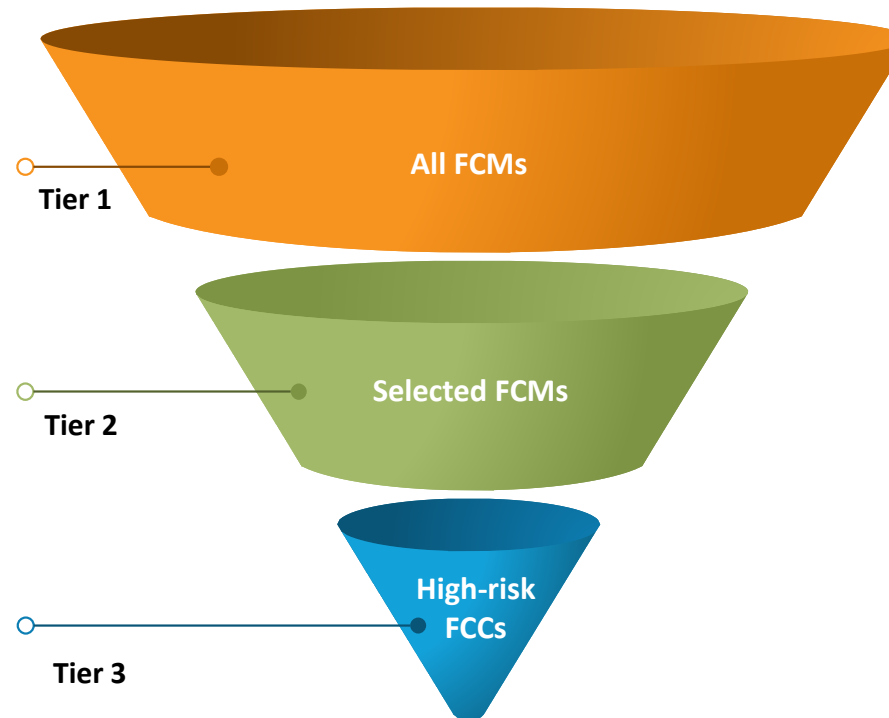 All FCMs
Tier 1
Selected FCMs
Tier 2
High-risk
FCCs
Tier 3